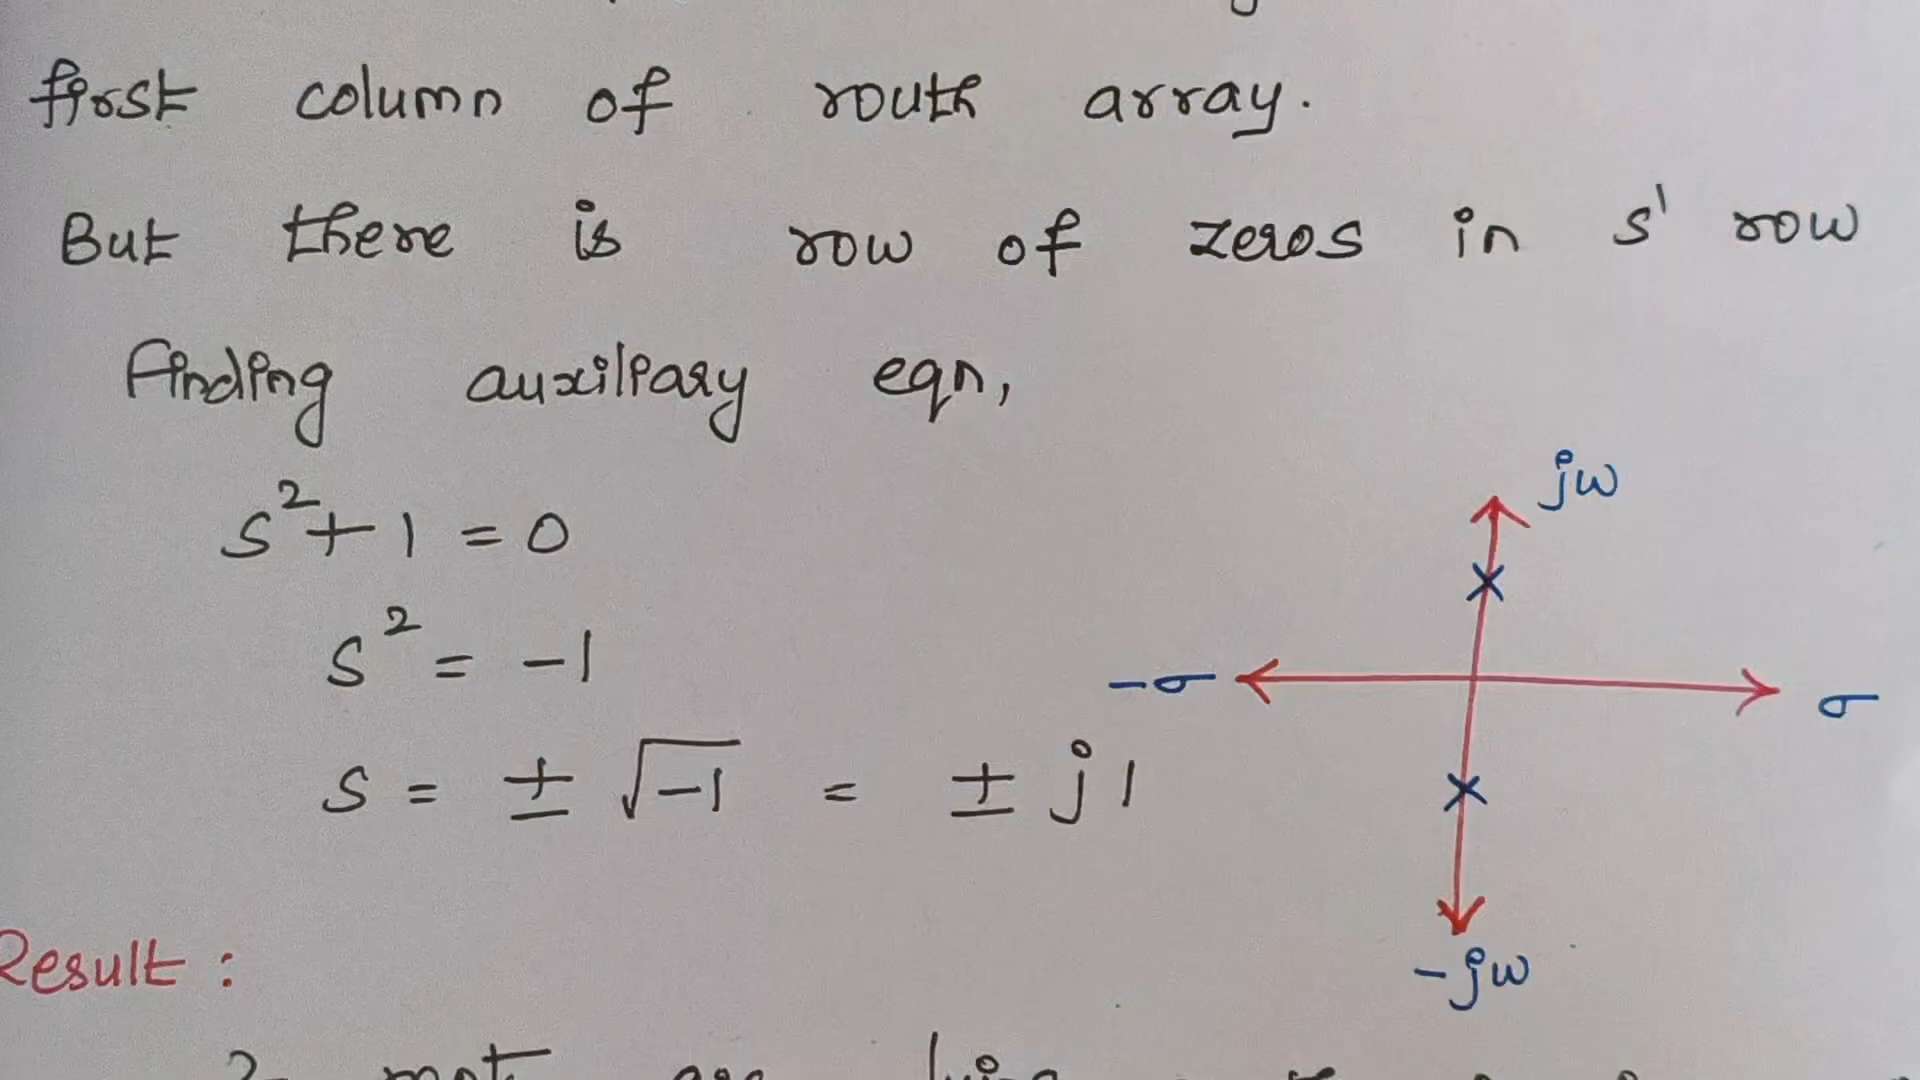 first column of routh array.
But there is row of zeros in s¹ row
finding auxiliary eqn,
s² + 1 = 0
s² = -1
s = ± √-1 = ± j1
jω
-σ
σ
-jω
Result :